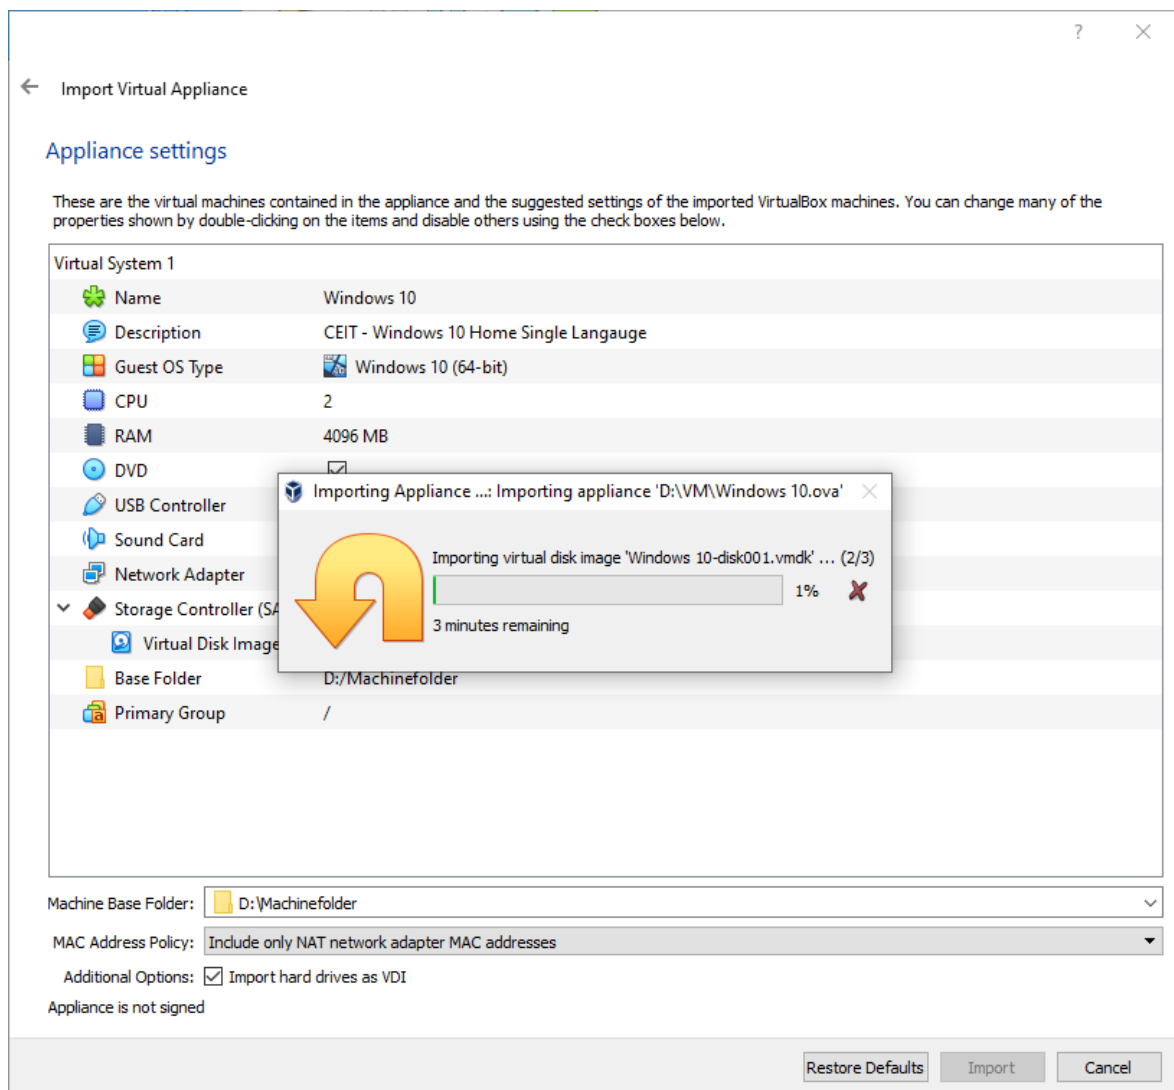 ?
Import Virtual Appliance
Appliance settings
These are the virtual machines contained in the appliance and the suggested settings of the imported VirtualBox machines. You can change many of the
properties shown by double-clicking on the items and disable others using the check boxes below.
Virtual System 1
Name Windows 10
Description CEIT - Windows 10 Home Single Langauge
Guest OS Type Windows 10 (64-bit)
CPU 2
RAM 4096 MB
DVD
USB Controller
Sound Card
Network Adapter
Storage Controller (SA
Virtual Disk Image
Base Folder D:/Machinefolder
Primary Group /
Importing Appliance ...: Importing appliance 'D:\VM\Windows 10.ova'
Importing virtual disk image 'Windows 10-disk001.vmdk' ... (2/3)
1%
3 minutes remaining
Machine Base Folder: D:\Machinefolder
MAC Address Policy: Include only NAT network adapter MAC addresses
Additional Options: Import hard drives as VDI
Appliance is not signed
Restore Defaults Import Cancel